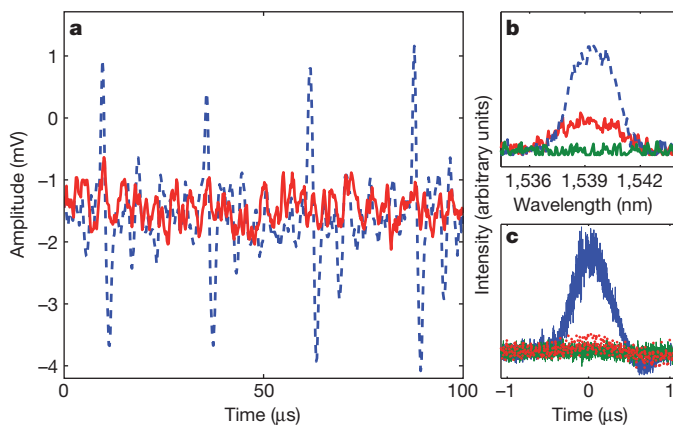 a
1
0
−1
−2
−3
−4
Amplitude (mV)
0
50
100
Time (μs)
b
1,536
1,539
1,542
Wavelength (nm)
Intensity (arbitrary units)
c
−1
0
1
Time (μs)